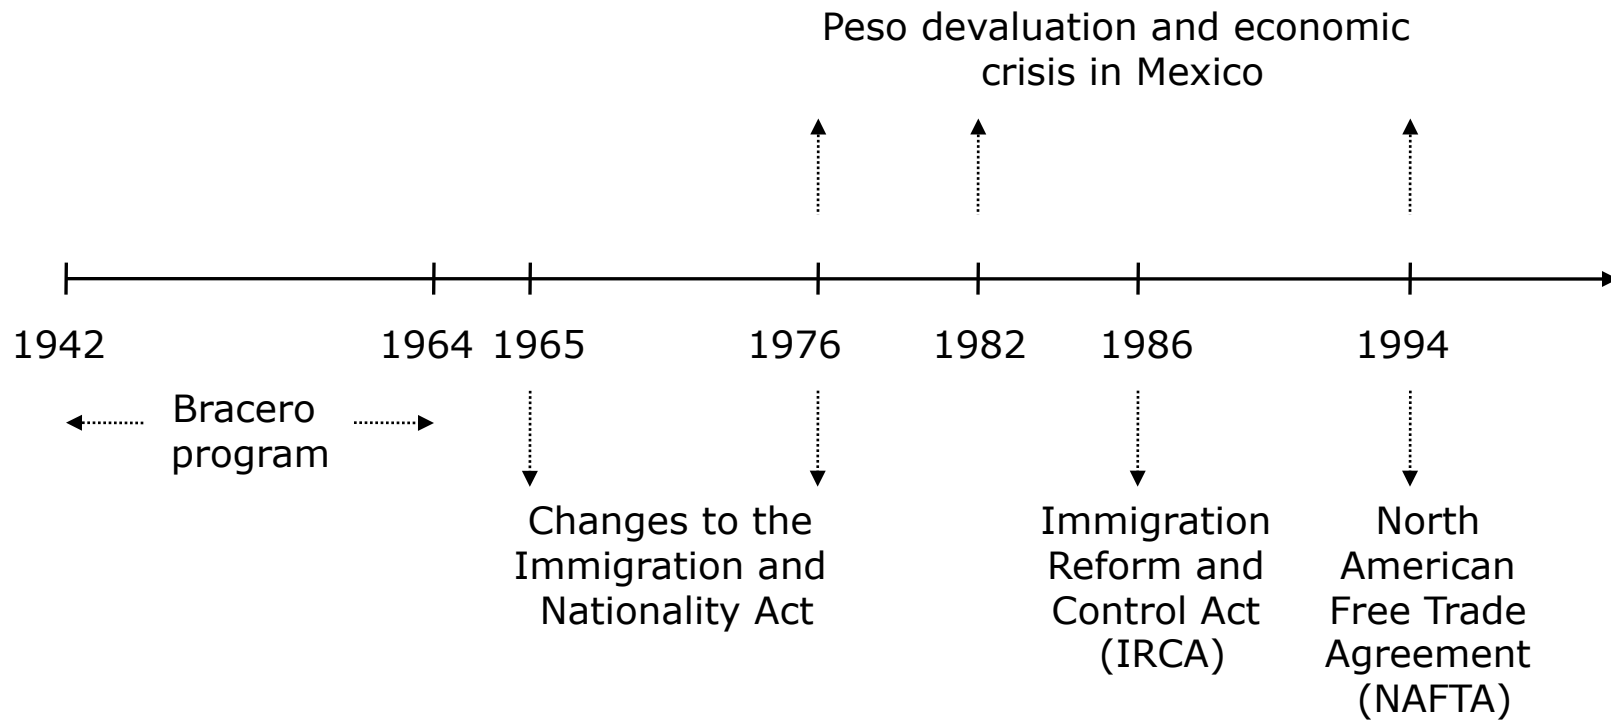 Peso devaluation and economic
crisis in Mexico
1942 1964 1965 1976 1982 1986 1994
Bracero
program
Changes to the
Immigration and
Nationality Act
Immigration
Reform and
Control Act
(IRCA)
North
American
Free Trade
Agreement
(NAFTA)